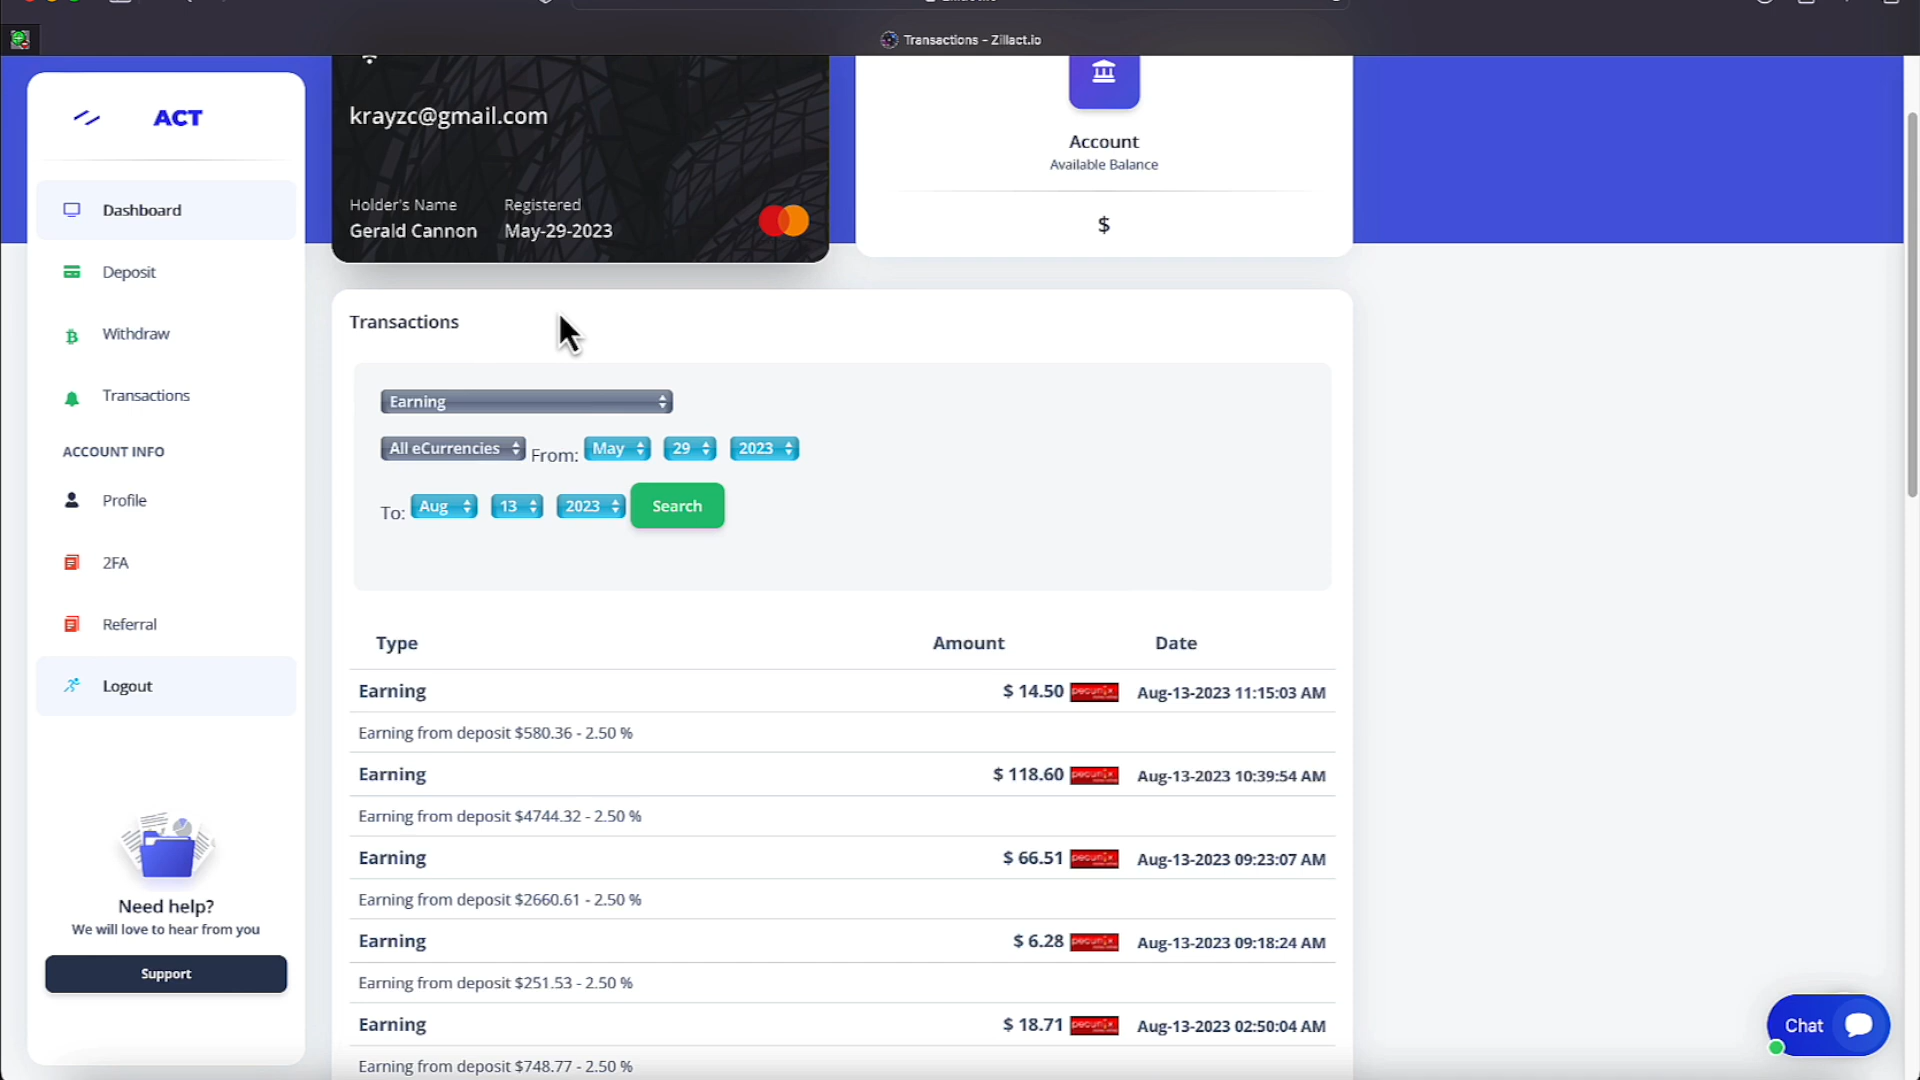 Transactions – Zillact.io
ACT
Dashboard
Deposit
Withdraw
Transactions
ACCOUNT INFO
Profile
2FA
Referral
Logout
Need help?
We will love to hear from you
Support
krayzc@gmail.com
Holder's Name Registered
Gerald Cannon May-29-2023
Account
Available Balance
$
Transactions
Earning
All eCurrencies From: May 29 2023
To: Aug 13 2023 Search
Type Amount Date
Earning $ 14.50 pecunix Aug-13-2023 11:15:03 AM
Earning from deposit $580.36 - 2.50 %
Earning $ 118.60 pecunix Aug-13-2023 10:39:54 AM
Earning from deposit $4744.32 - 2.50 %
Earning $ 66.51 pecunix Aug-13-2023 09:23:07 AM
Earning from deposit $2660.61 - 2.50 %
Earning $ 6.28 pecunix Aug-13-2023 09:18:24 AM
Earning from deposit $251.53 - 2.50 %
Earning $ 18.71 pecunix Aug-13-2023 02:50:04 AM
Earning from deposit $748.77 - 2.50 %
Chat